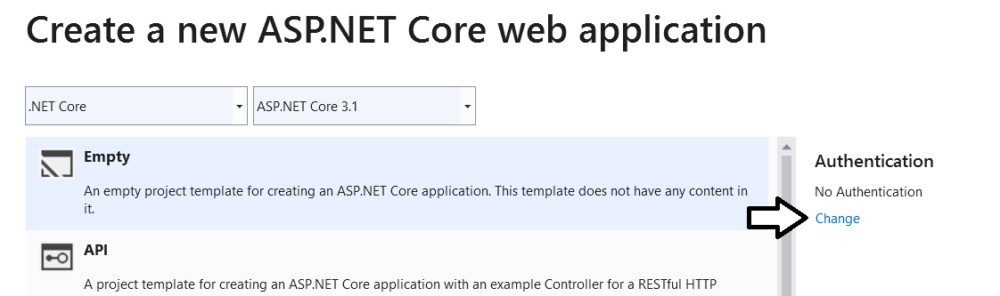 Create a new ASP.NET Core web application
.NET Core
ASP.NET Core 3.1
Empty
An empty project template for creating an ASP.NET Core application. This template does not have any content in
it.
Authentication
No Authentication
Change
API
A project template for creating an ASP.NET Core application with an example Controller for a RESTful HTTP